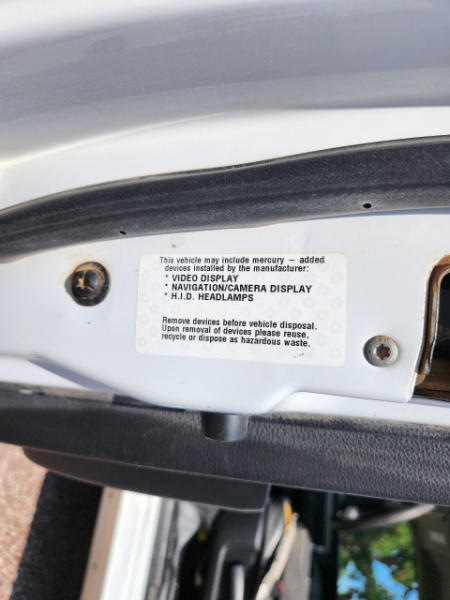 This vehicle may include mercury – added
devices installed by the manufacturer:
* VIDEO DISPLAY
* NAVIGATION/CAMERA DISPLAY
* H.I.D. HEADLAMPS
Remove devices before vehicle disposal.
Upon removal of devices please reuse,
recycle or dispose as hazardous waste.